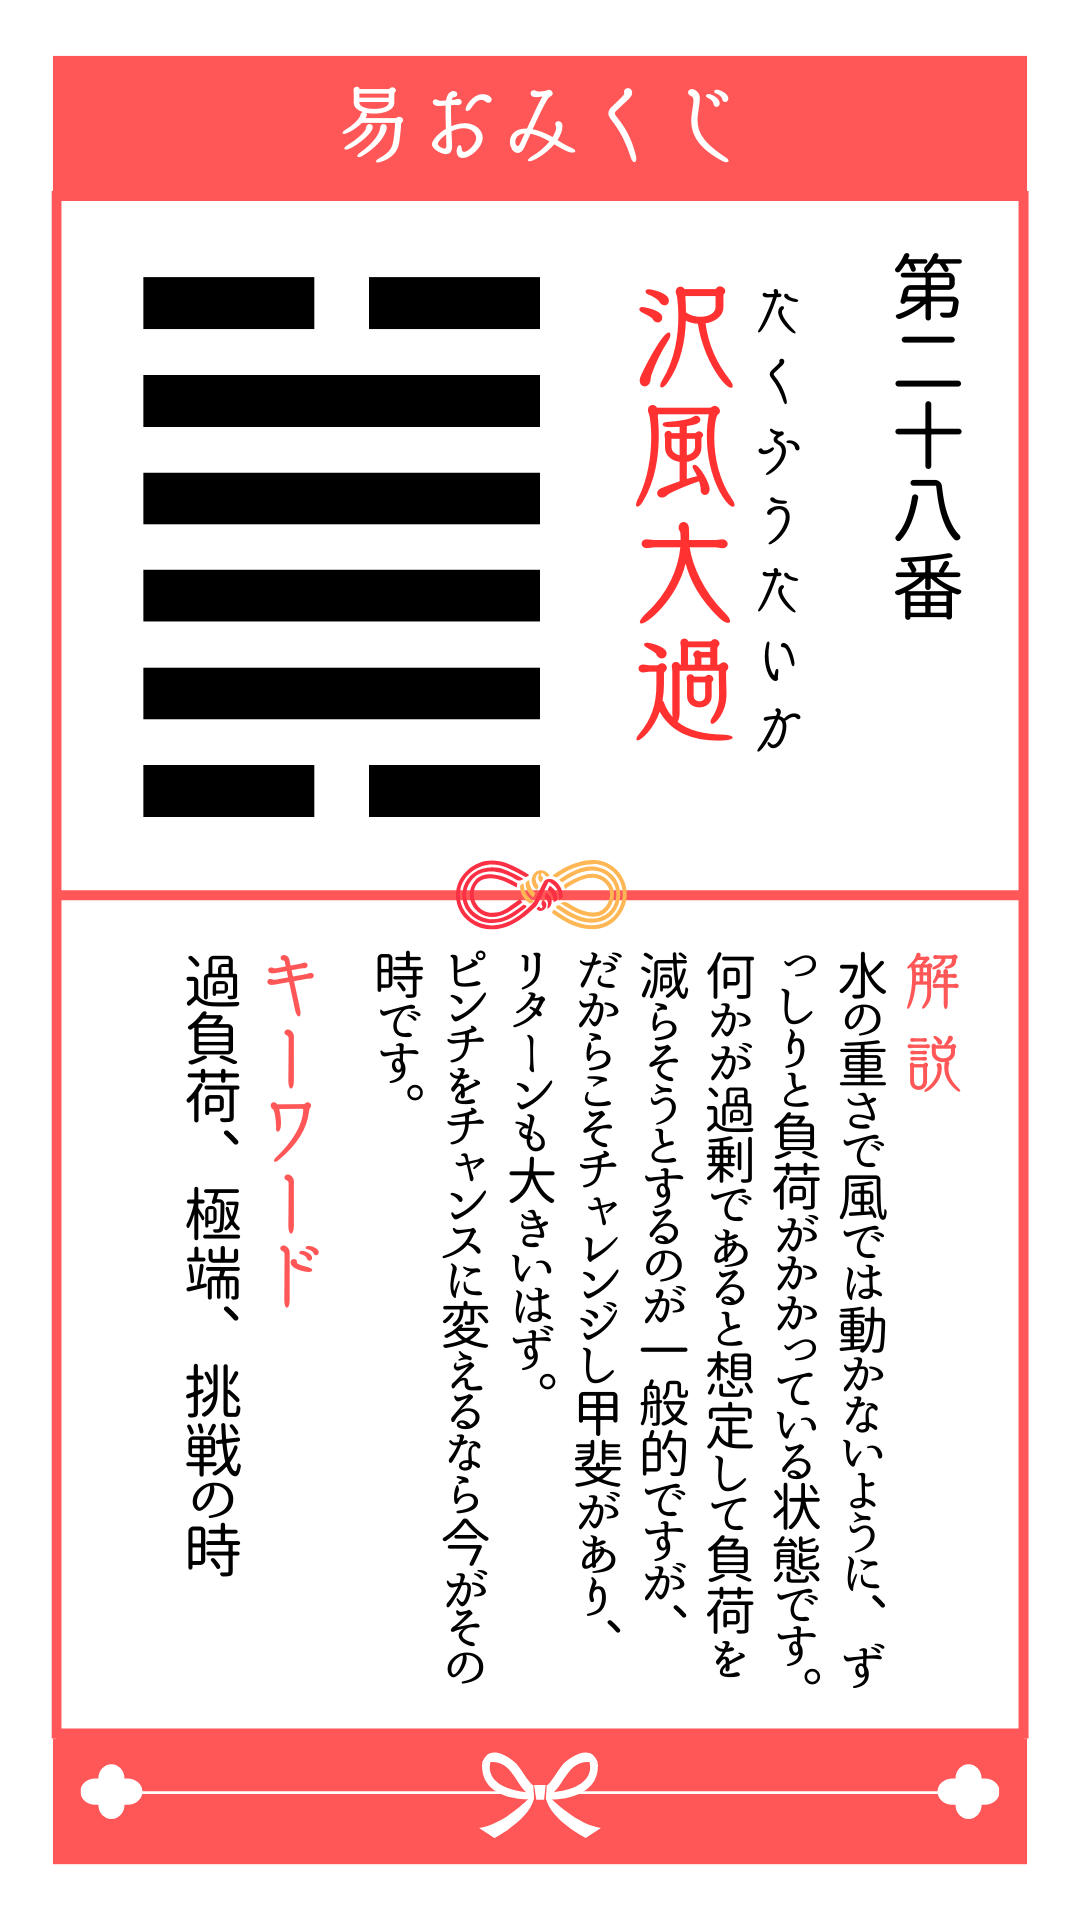 易おみくじ
第二十八番
たくふうたいか
沢風大過
解説
水の重さで風では動かないように、ず
っしりと負荷がかかっている状態です。
何かが過剰であると想定して負荷を
減らそうとするのが一般的ですが、
だからこそチャレンジし甲斐があり、
リターンも大きいはず。
ピンチをチャンスに変えるなら今がその
時です。
キーワード
過負荷、極端、挑戦の時